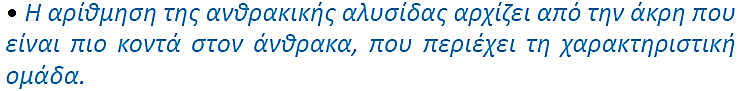 • Η αρίθμηση της ανθρακικής αλυσίδας αρχίζει από την άκρη που
είναι πιο κοντά στον άνθρακα, που περιέχει τη χαρακτηριστική
ομάδα.